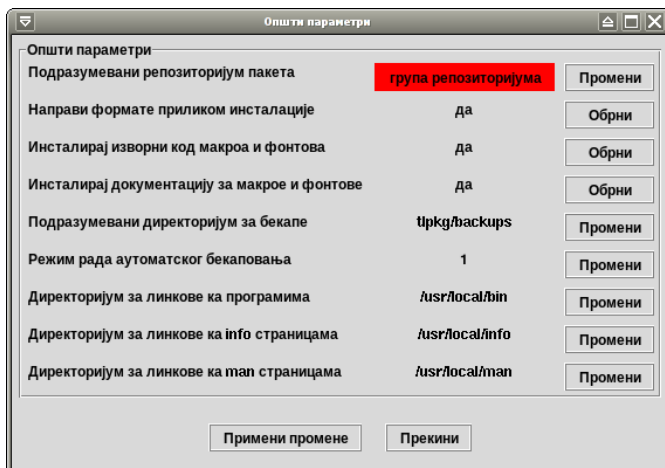 Општи параметри
Општи параметри
Подразумевани репозиторијум пакета група репозиторијума Промени
Направи формате приликом инсталације да Обрни
Инсталирај изворни код макроа и фонтова да Обрни
Инсталирај документацију за макрое и фонтове да Обрни
Подразумевани директоријум за бекапе tlpkg/backups Промени
Режим рада аутоматског бекаповања 1 Промени
Директоријум за линкове ка програмима /usr/local/bin Промени
Директоријум за линкове ка info страницама /usr/local/info Промени
Директоријум за линкове ка man страницама /usr/local/man Промени
Примени промене Прекини